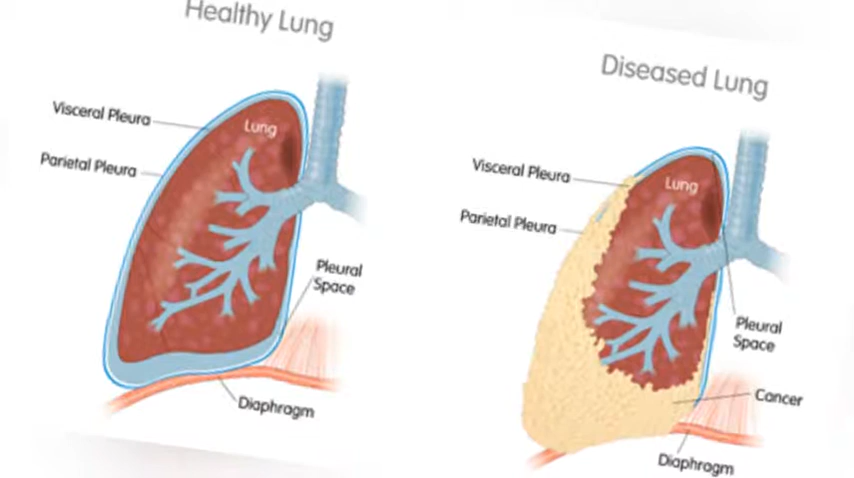 Healthy Lung
Visceral Pleura
Lung
Parietal Pleura
Pleural
Space
Diaphragm
Diseased Lung
Visceral Pleura
Lung
Parietal Pleura
Pleural
Space
Cancer
Diaphragm